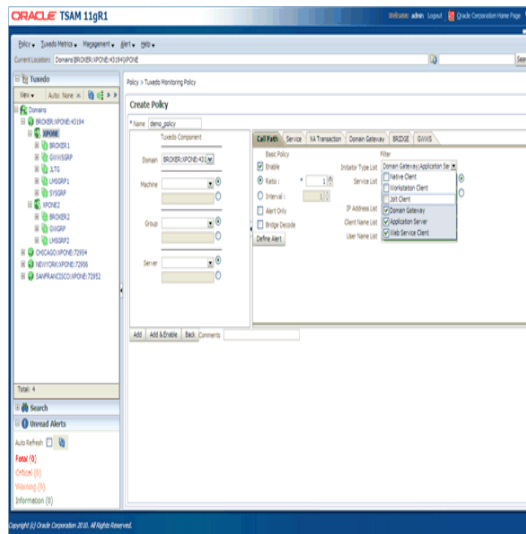 ORACLE TSAM 11gR1
Welcome: admin Logout Oracle Corporation Home Page
Policy Tuxedo Metrics Management Alert Help
Current Location: Domains\BROKER:XPONE:43194\XPONE
Sear
Tuxedo
View Auto: None
Domains
BROKER:XPONE:43194
XPONE
BROKER1
GWWSGRP
JLTG
LMSGRP1
SYSGRP
XPONE2
BROKER2
GWGRP
LMSGRP2
CHICAGO:XPONE:72954
NEWYORK:XPONE:72956
SANFRANCISCO:XPONE:72952
Total: 4
Search
Unread Alerts
Auto Refresh
Fatal (0)
Critical (0)
Warning (0)
Information (0)
Policy > Tuxedo Monitoring Policy
Create Policy
* Name demo_policy
Tuxedo Component
Domain BROKER:XPONE:431
Machine
Group
Server
Call Path Service XA Transaction Domain Gateway BRIDGE GWWS
Basic Policy
Enable
Ratio : * 1
Interval : 1
Alert Only
Bridge Decode
Define Alert
Filter
Initiator Type List Domain Gateway;Application Ser
Native Client
Workstation Client
Jolt Client
Domain Gateway
Application Server
Web Service Client
Service List
IP Address List
Client Name List
User Name List
Add Add & Enable Back Comments
Copyright (c) Oracle Corporation 2010. All Rights Reserved.